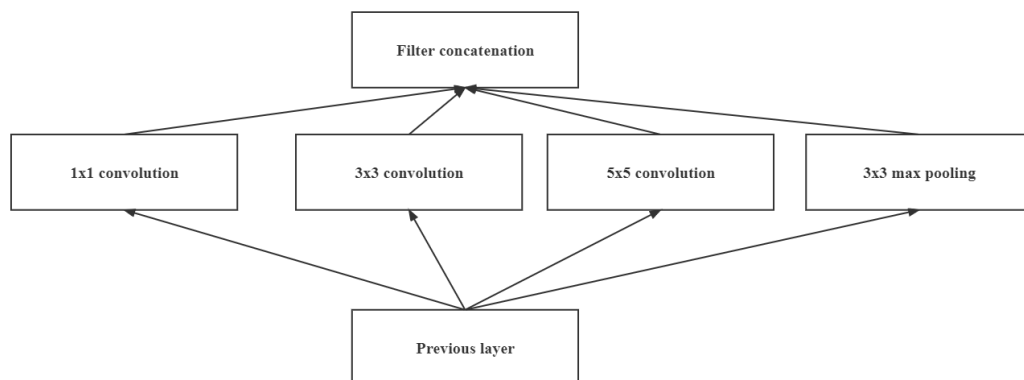 Filter concatenation
1x1 convolution
3x3 convolution
5x5 convolution
3x3 max pooling
Previous layer